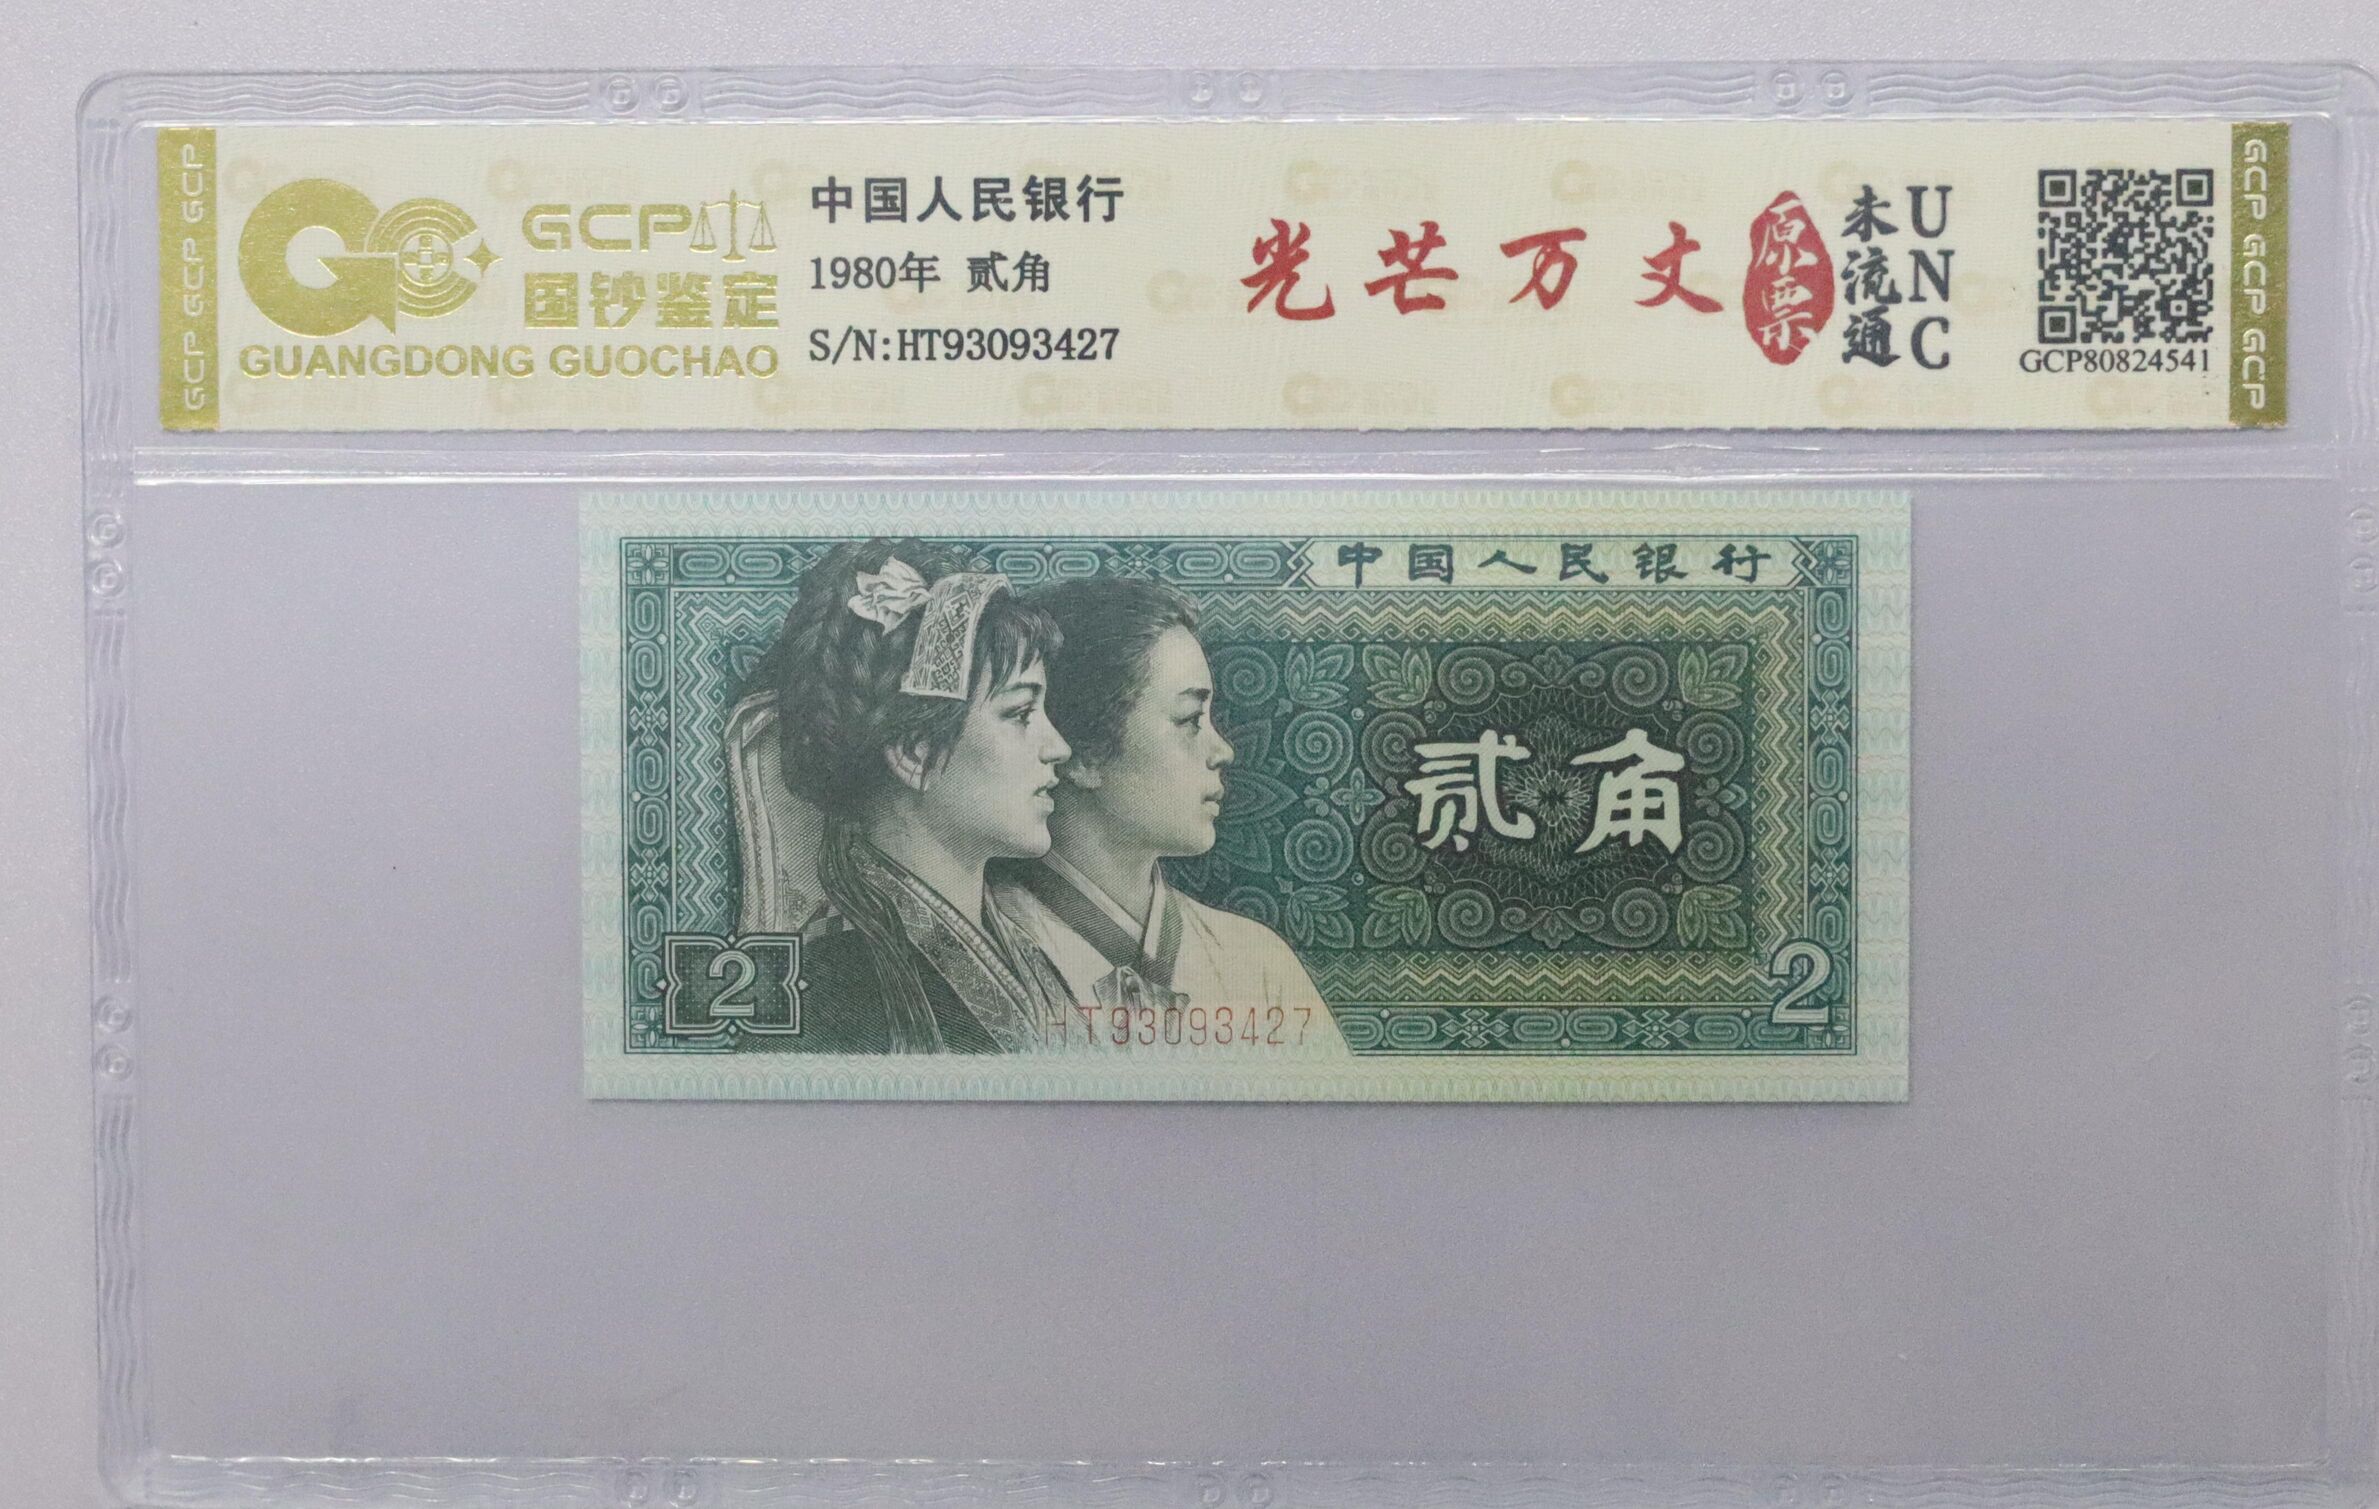 GCP GCP GCP
GCP
国钞鉴定
GUANGDONG GUOCHAO
中国人民银行
1980年 贰角
S/N:HT93093427
光芒万丈
原票
未流通
UNC
GCP80824541
GCP GCP GCP
中国人民银行
贰角
2
2
HT93093427